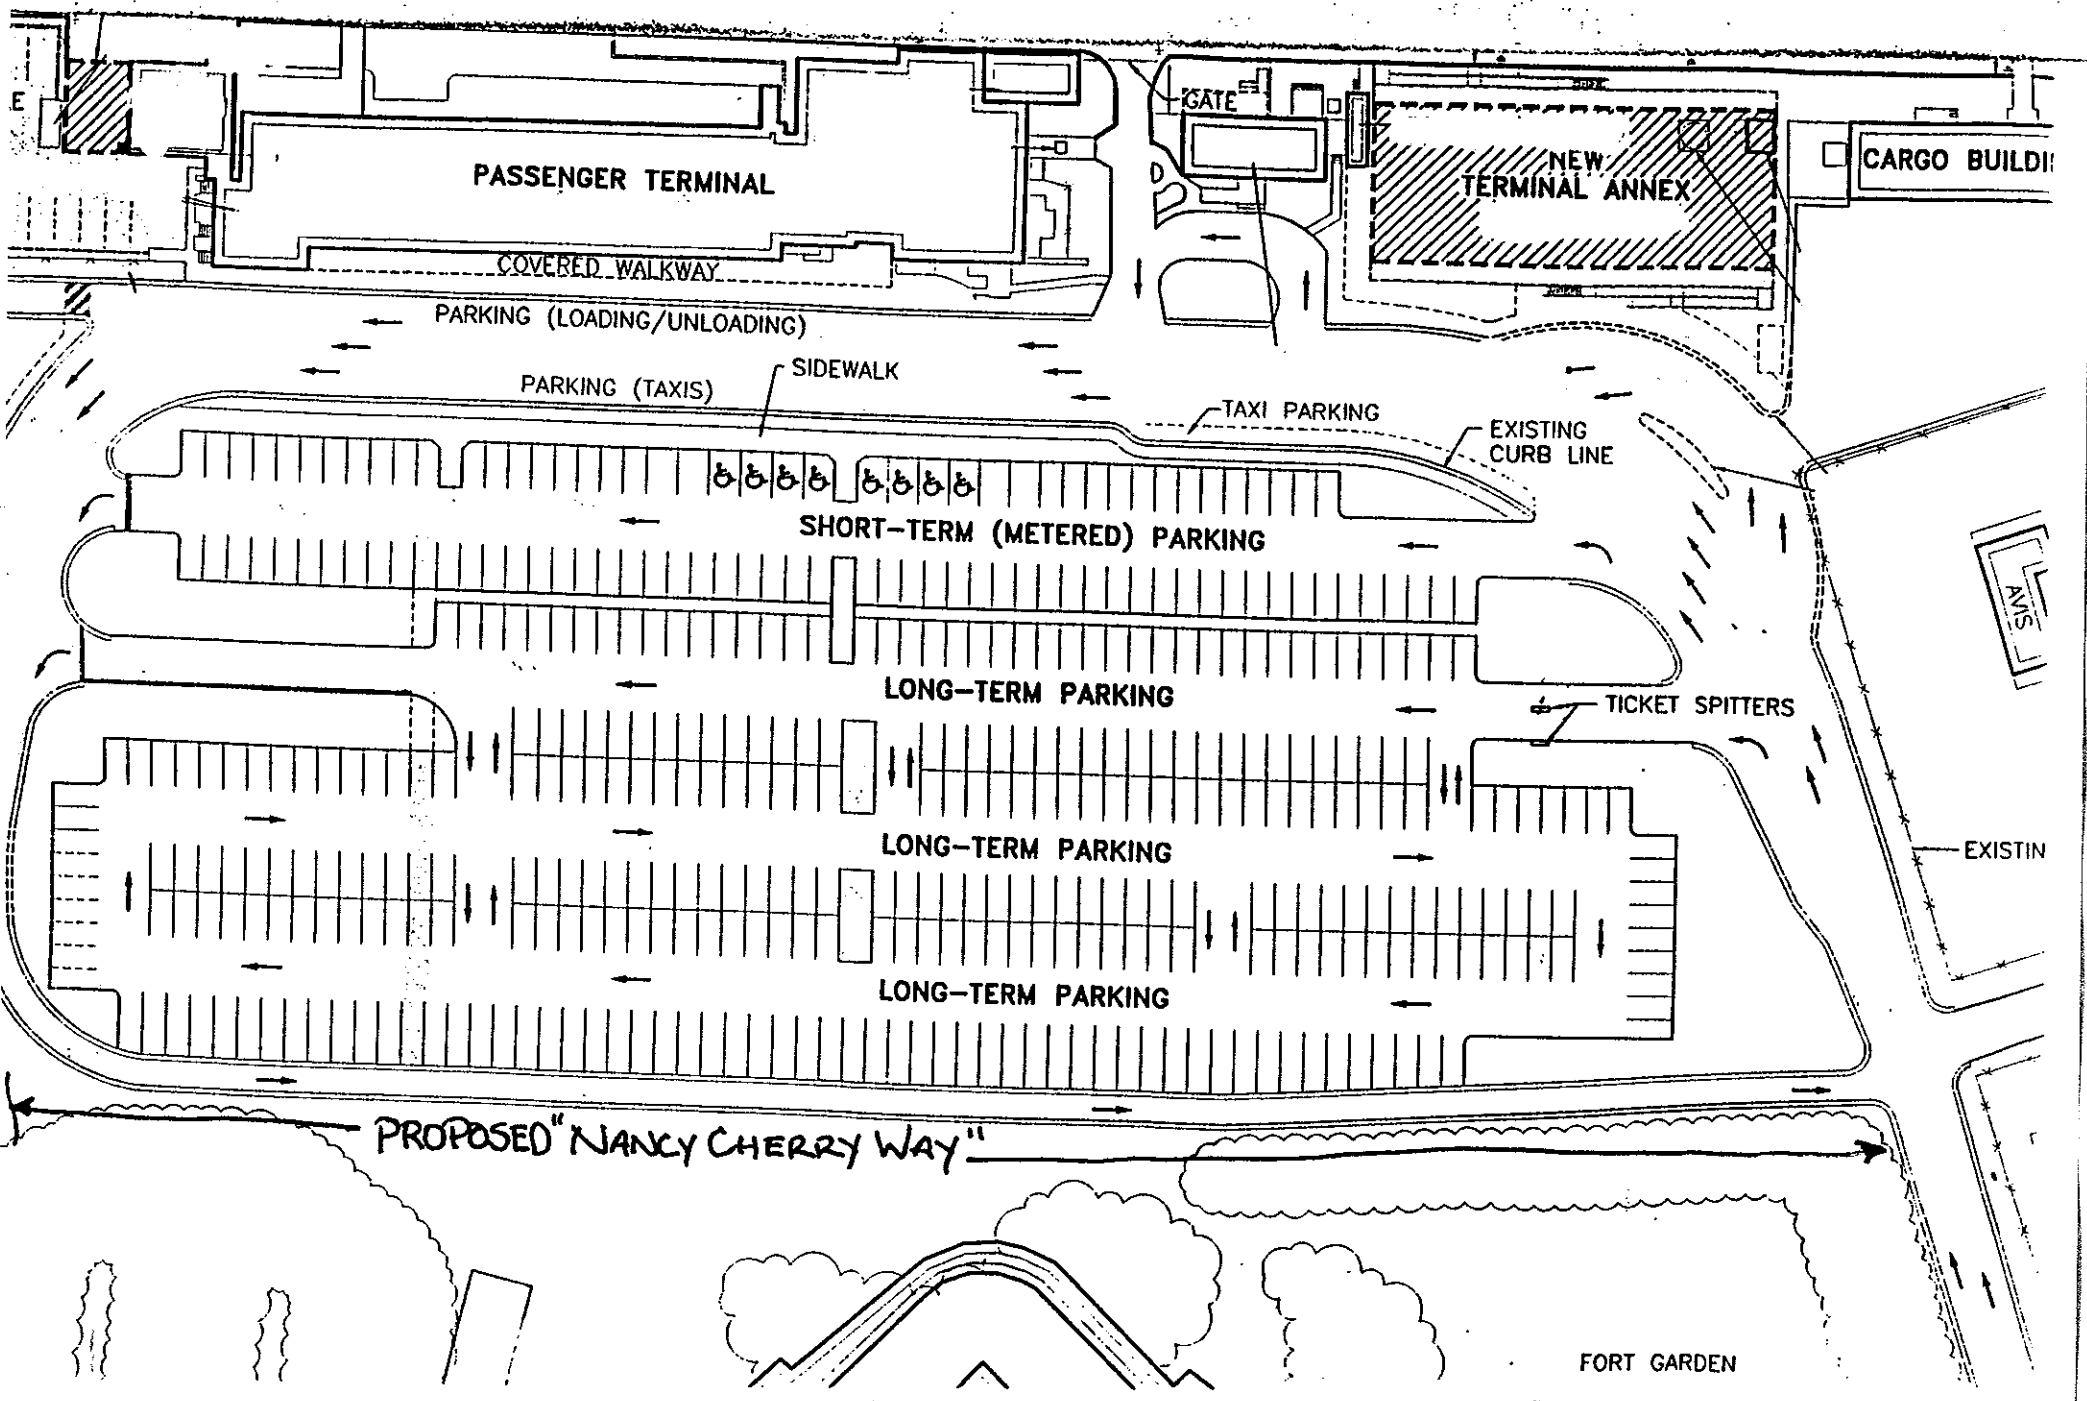 E
GATE
PASSENGER TERMINAL
NEW
TERMINAL ANNEX
CARGO BUILDI
COVERED WALKWAY
PARKING (LOADING/UNLOADING)
SIDEWALK
PARKING (TAXIS)
TAXI PARKING
EXISTING
CURB LINE
SHORT-TERM (METERED) PARKING
AVIS
LONG-TERM PARKING
TICKET SPITTERS
LONG-TERM PARKING
EXISTIN
LONG-TERM PARKING
PROPOSED "NANCY CHERRY WAY"
FORT GARDEN